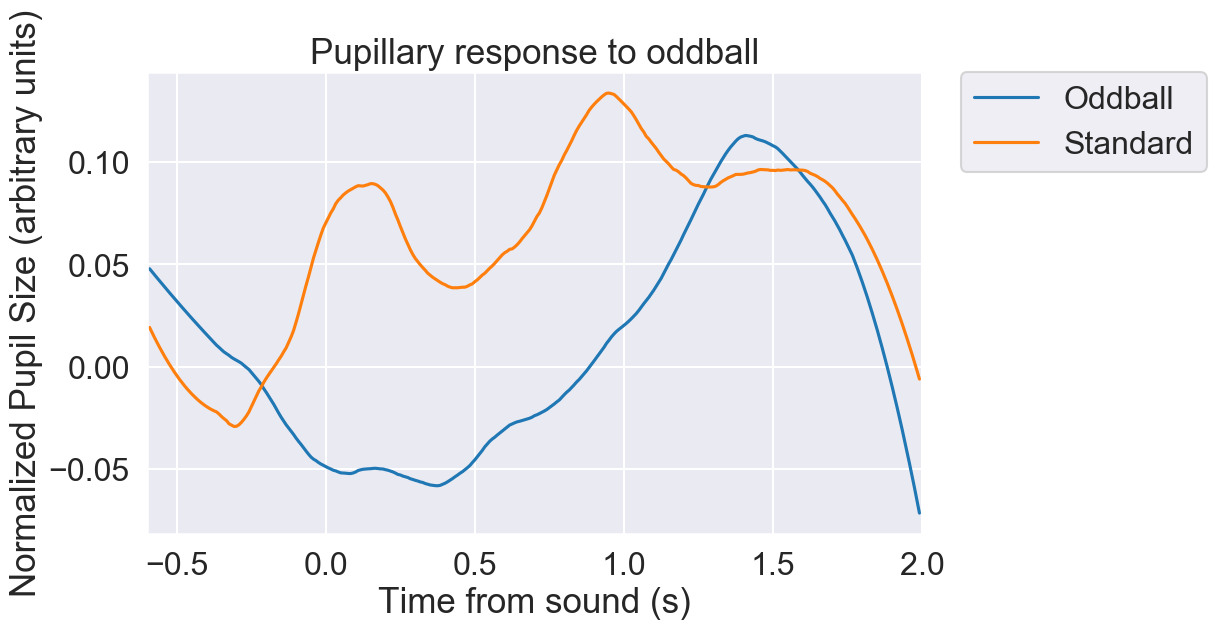 Pupillary response to oddball
Normalized Pupil Size (arbitrary units)
0.10
0.05
0.00
−0.05
−0.5
0.0
0.5
1.0
1.5
2.0
Time from sound (s)
Oddball
Standard